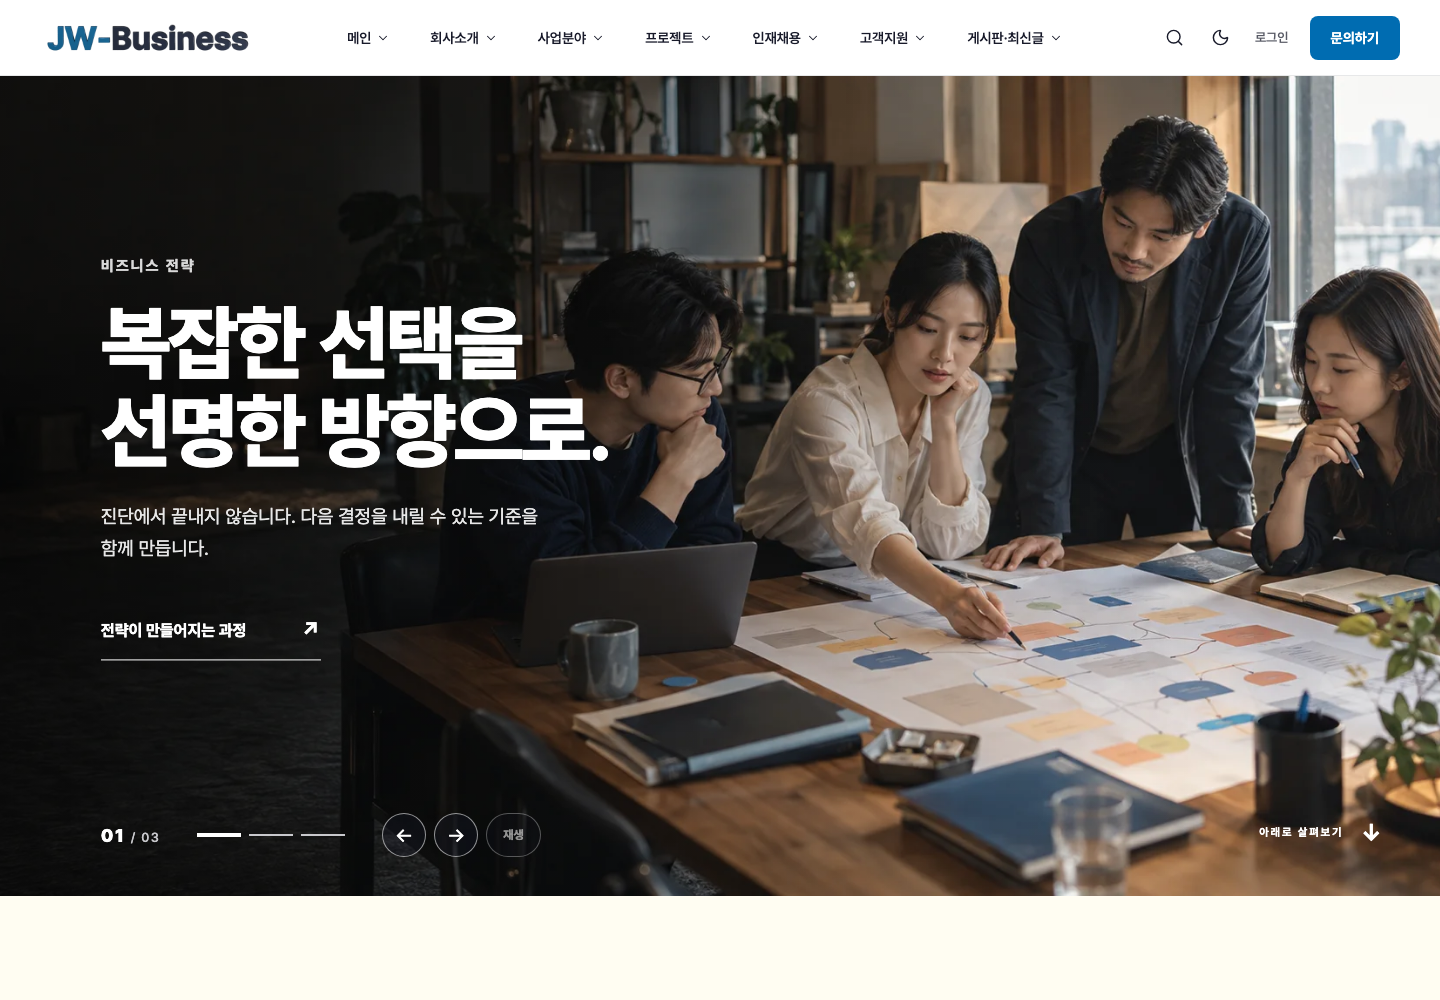 JW-Business
메인
회사소개
사업분야
프로젝트
인재채용
고객지원
게시판·최신글
로그인
문의하기
비즈니스 전략
복잡한 선택을
선명한 방향으로.
진단에서 끝내지 않습니다. 다음 결정을 내릴 수 있는 기준을
함께 만듭니다.
전략이 만들어지는 과정
01 / 03
재생
아래로 살펴보기